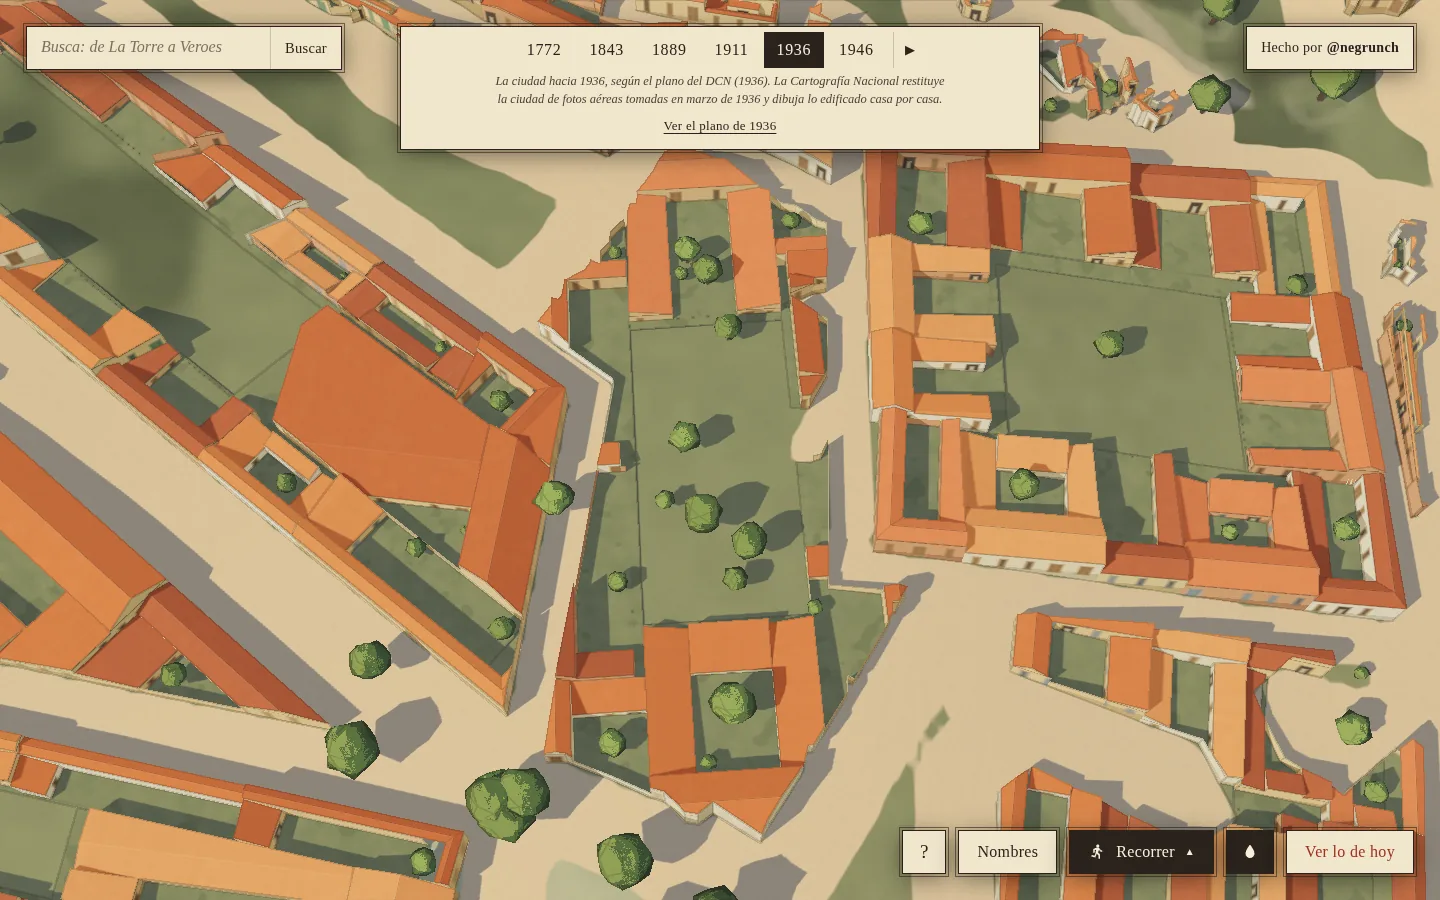 Busca: de La Torre a Veroes
Buscar
1772 1843 1889 1911 1936 1946 ▶
La ciudad hacia 1936, según el plano del DCN (1936). La Cartografía Nacional restituye
la ciudad de fotos aéreas tomadas en marzo de 1936 y dibuja lo edificado casa por casa.
Ver el plano de 1936
Hecho por @negrunch
?
Nombres
Recorrer ▲
Ver lo de hoy